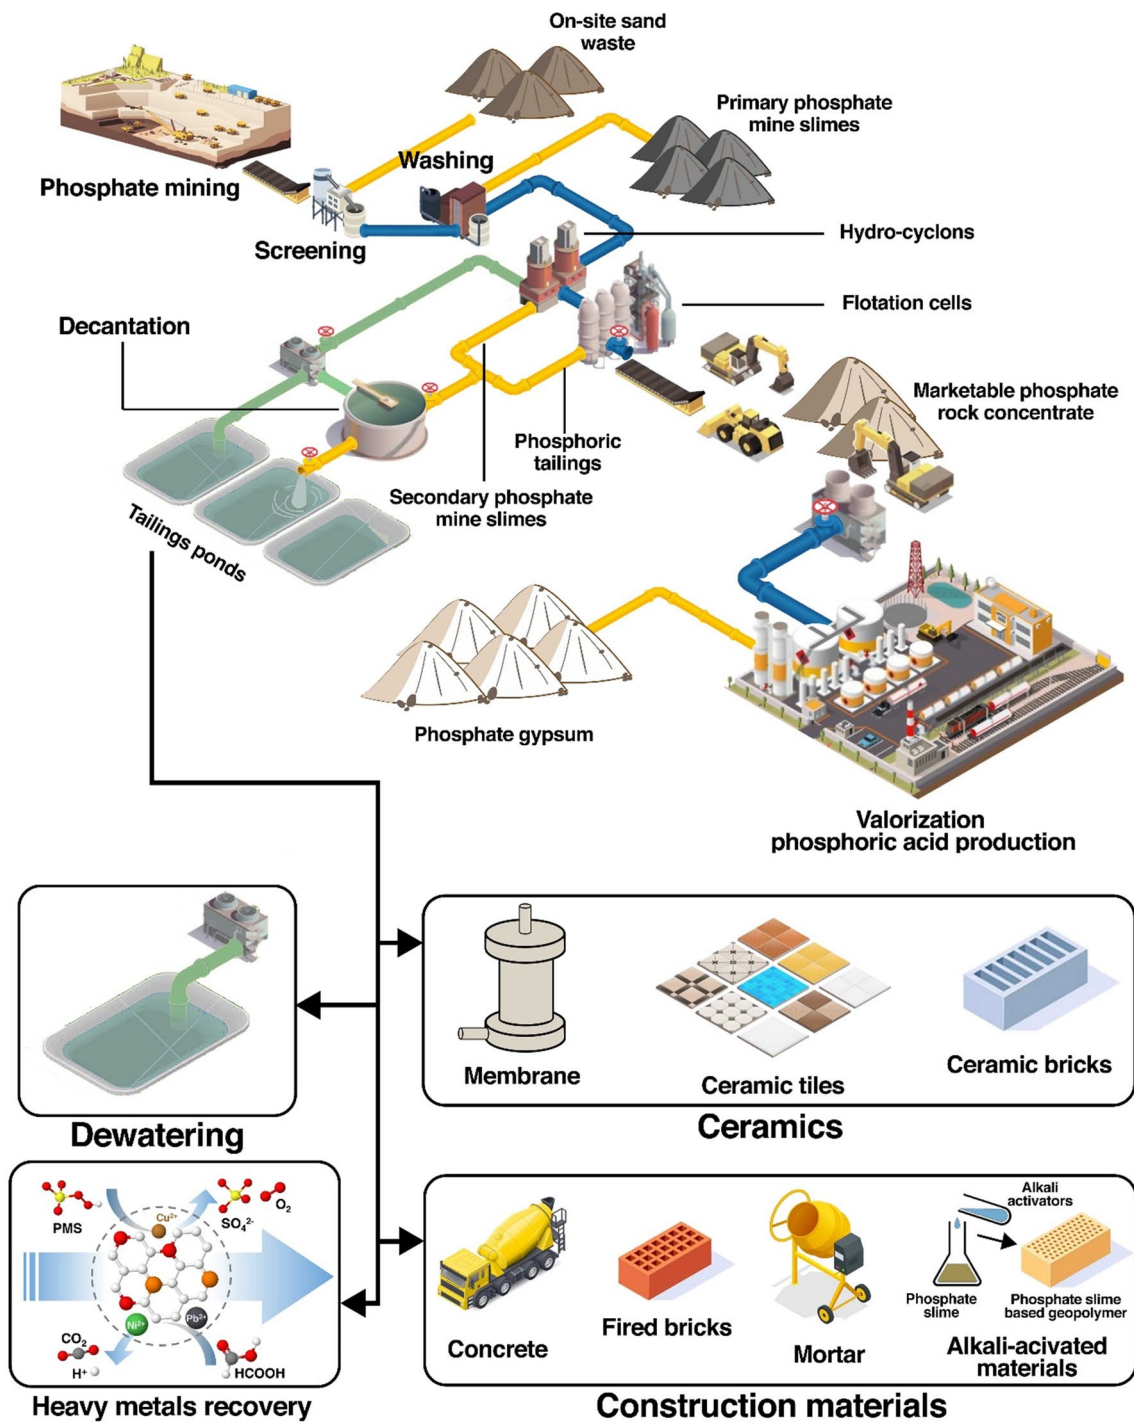 On-site sand
waste
Primary phosphate
mine slimes
Washing
Phosphate mining
Screening
Hydro-cyclons
Flotation cells
Decantation
Marketable phosphate
rock concentrate
Phosphoric
tailings
Secondary phosphate
mine slimes
Tailings ponds
Phosphate gypsum
Valorization
phosphoric acid production
Membrane
Ceramic tiles
Ceramic bricks
Ceramics
Dewatering
PMS
Cu²⁺
SO₄²⁻
O₂
Ni²⁺
Pb²⁺
CO₂
H⁺
HCOOH
Heavy metals recovery
Concrete
Fired bricks
Mortar
Alkali
activators
Phosphate
slime
Phosphate slime
based geopolymer
Alkali-acivated
materials
Construction materials